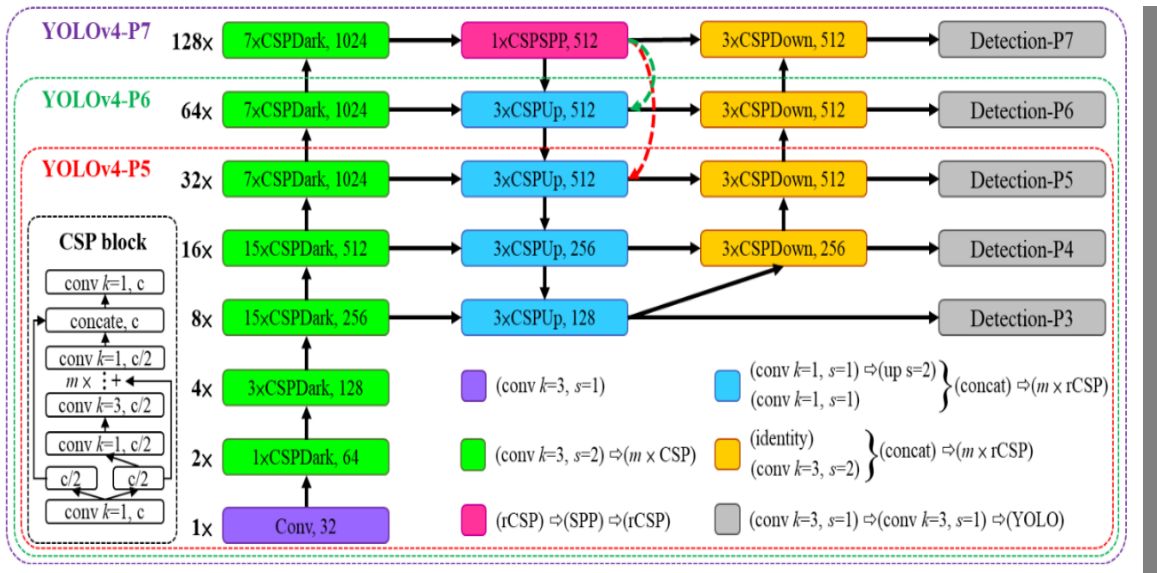 YOLOv4-P7
128x
7xCSPDark, 1024
1xCSPSPP, 512
3xCSPDown, 512
Detection-P7
YOLOv4-P6
64x
7xCSPDark, 1024
3xCSPUp, 512
3xCSPDown, 512
Detection-P6
YOLOv4-P5
32x
7xCSPDark, 1024
3xCSPUp, 512
3xCSPDown, 512
Detection-P5
16x
15xCSPDark, 512
3xCSPUp, 256
3xCSPDown, 256
Detection-P4
8x
15xCSPDark, 256
3xCSPUp, 128
Detection-P3
4x
3xCSPDark, 128
2x
1xCSPDark, 64
1x
Conv, 32
CSP block
conv k=1, c
concate, c
conv k=1, c/2
m × ⋮ +
conv k=3, c/2
conv k=1, c/2
c/2 c/2
conv k=1, c
(conv k=3, s=1)
(conv k=3, s=2) ⇨(m × CSP)
(rCSP) ⇨(SPP) ⇨(rCSP)
(conv k=1, s=1) ⇨(up s=2)
(conv k=1, s=1)
(concat) ⇨(m × rCSP)
(identity)
(conv k=3, s=2)
(concat) ⇨(m × rCSP)
(conv k=3, s=1) ⇨(conv k=3, s=1) ⇨(YOLO)